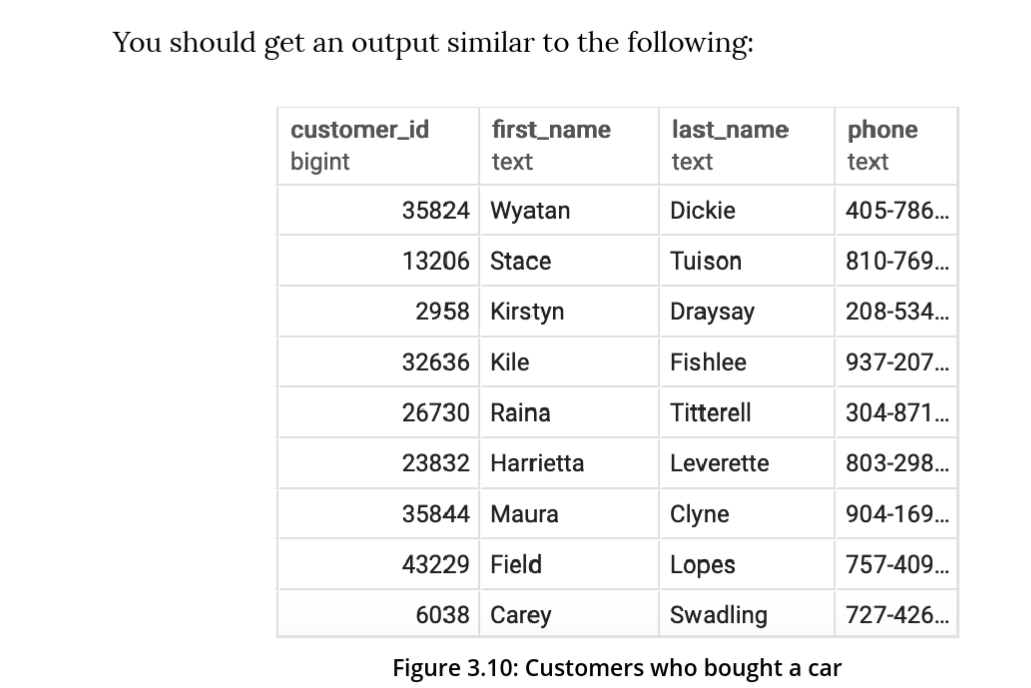 You should get an output similar to the following:
customer_id first_name last_name phone
bigint text text text
35824 Wyatan Dickie 405-786...
13206 Stace Tuison 810-769...
2958 Kirstyn Draysay 208-534...
32636 Kile Fishlee 937-207...
26730 Raina Titterell 304-871...
23832 Harrietta Leverette 803-298...
35844 Maura Clyne 904-169...
43229 Field Lopes 757-409...
6038 Carey Swadling 727-426...
Figure 3.10: Customers who bought a car